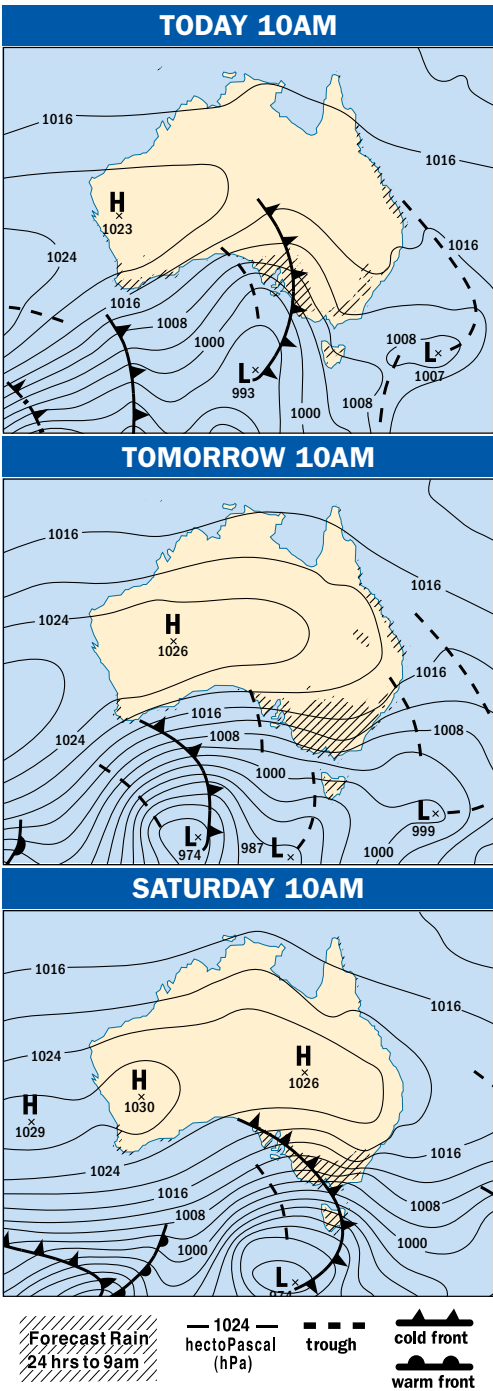 TODAY 10AM
1016
1016
H
1023
1016
1024
1016
1008
1000
1008
L
1007
L
993
1000
1008
TOMORROW 10AM
1016
1016
1024
H
1026
1016
1016
1024
1008
1008
1000
L
999
L
974
987 L
1000
SATURDAY 10AM
1016
1016
1024
H
1026
H
1030
H
1029
1016
1024
1016
1008
1008
1000
1000
L
974
Forecast Rain
24 hrs to 9am
1024
hectoPascal
(hPa)
trough
cold front
warm front